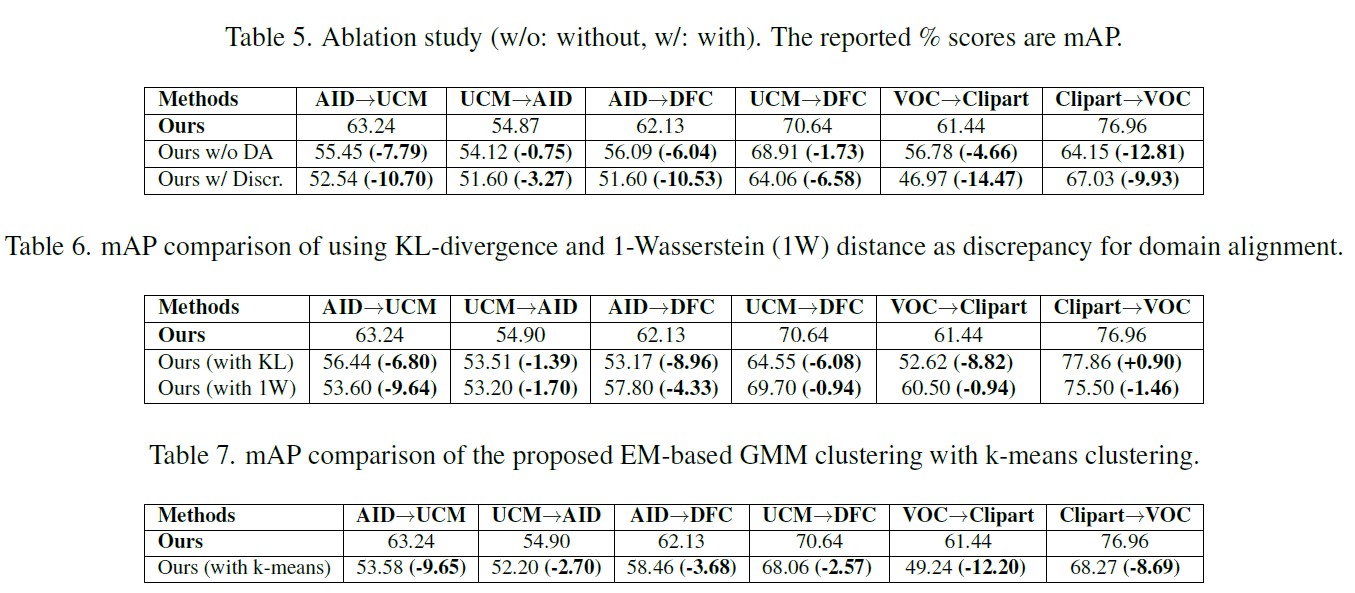 Table 5. Ablation study (w/o: without, w/: with). The reported % scores are mAP.
Methods AID→UCM UCM→AID AID→DFC UCM→DFC VOC→Clipart Clipart→VOC
Ours 63.24 54.87 62.13 70.64 61.44 76.96
Ours w/o DA 55.45 (-7.79) 54.12 (-0.75) 56.09 (-6.04) 68.91 (-1.73) 56.78 (-4.66) 64.15 (-12.81)
Ours w/ Discr. 52.54 (-10.70) 51.60 (-3.27) 51.60 (-10.53) 64.06 (-6.58) 46.97 (-14.47) 67.03 (-9.93)
Table 6. mAP comparison of using KL-divergence and 1-Wasserstein (1W) distance as discrepancy for domain alignment.
Methods AID→UCM UCM→AID AID→DFC UCM→DFC VOC→Clipart Clipart→VOC
Ours 63.24 54.90 62.13 70.64 61.44 76.96
Ours (with KL) 56.44 (-6.80) 53.51 (-1.39) 53.17 (-8.96) 64.55 (-6.08) 52.62 (-8.82) 77.86 (+0.90)
Ours (with 1W) 53.60 (-9.64) 53.20 (-1.70) 57.80 (-4.33) 69.70 (-0.94) 60.50 (-0.94) 75.50 (-1.46)
Table 7. mAP comparison of the proposed EM-based GMM clustering with k-means clustering.
Methods AID→UCM UCM→AID AID→DFC UCM→DFC VOC→Clipart Clipart→VOC
Ours 63.24 54.90 62.13 70.64 61.44 76.96
Ours (with k-means) 53.58 (-9.65) 52.20 (-2.70) 58.46 (-3.68) 68.06 (-2.57) 49.24 (-12.20) 68.27 (-8.69)